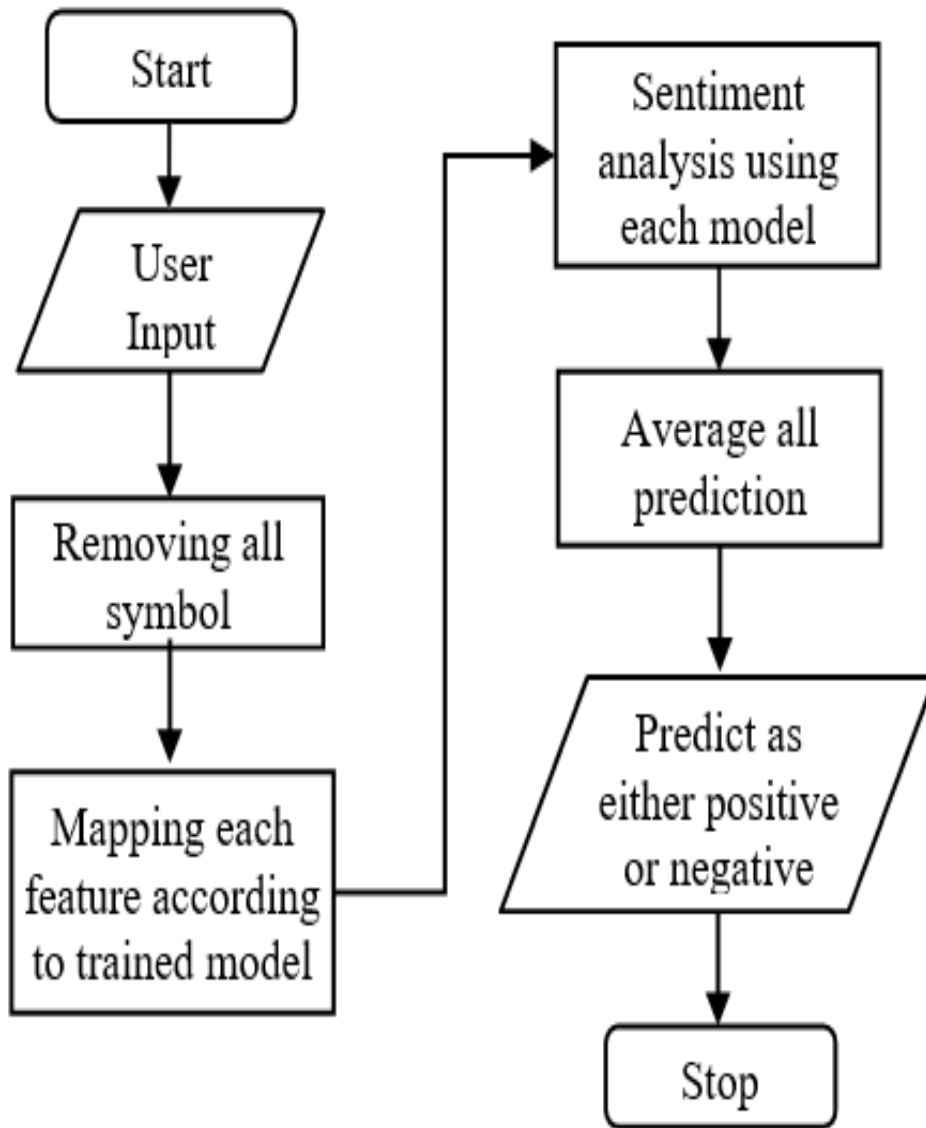 Start
User
Input
Removing all
symbol
Mapping each
feature according
to trained model
Sentiment
analysis using
each model
Average all
prediction
Predict as
either positive
or negative
Stop